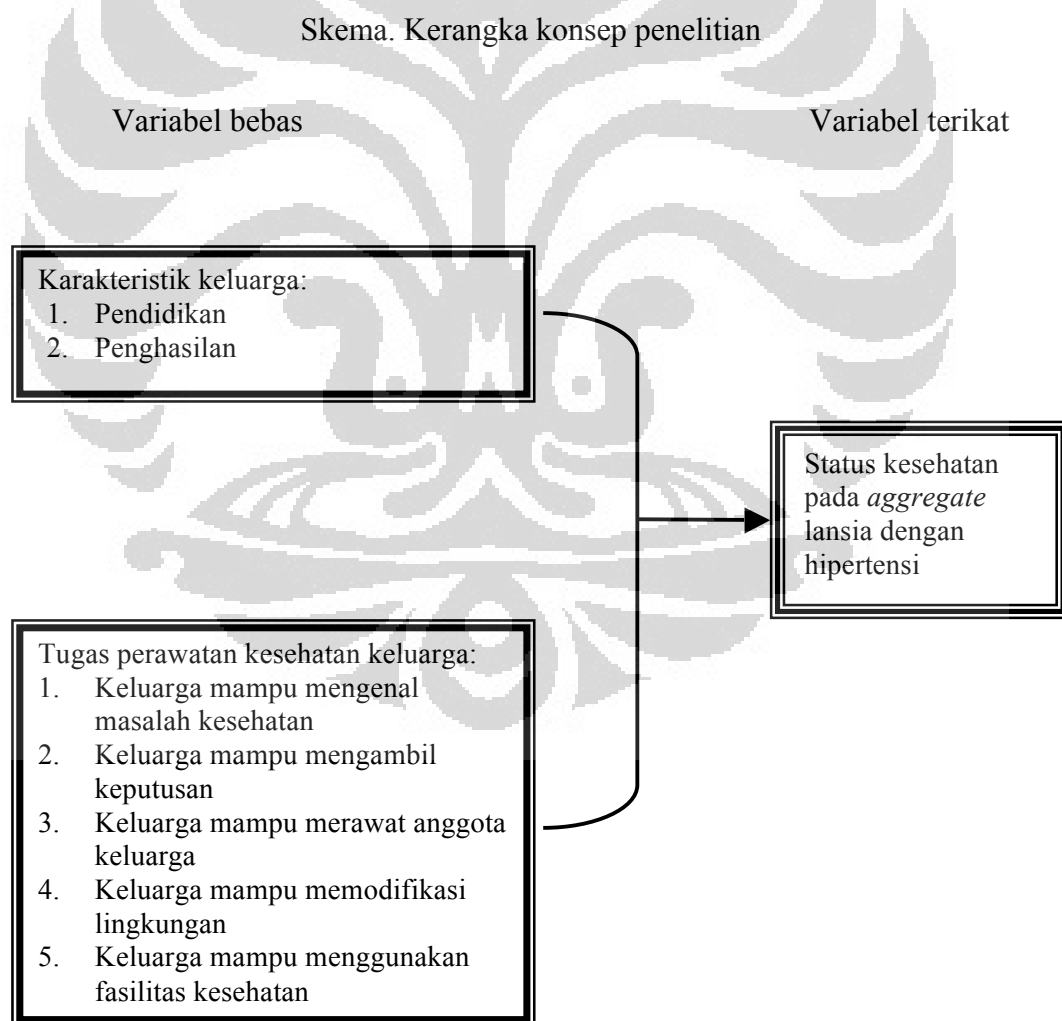 Skema. Kerangka konsep penelitian
Variabel bebas
Variabel terikat
Karakteristik keluarga:
1. Pendidikan
2. Penghasilan
Status kesehatan
pada aggregate
lansia dengan
hipertensi
Tugas perawatan kesehatan keluarga:
1. Keluarga mampu mengenal
masalah kesehatan
2. Keluarga mampu mengambil
keputusan
3. Keluarga mampu merawat anggota
keluarga
4. Keluarga mampu memodifikasi
lingkungan
5. Keluarga mampu menggunakan
fasilitas kesehatan